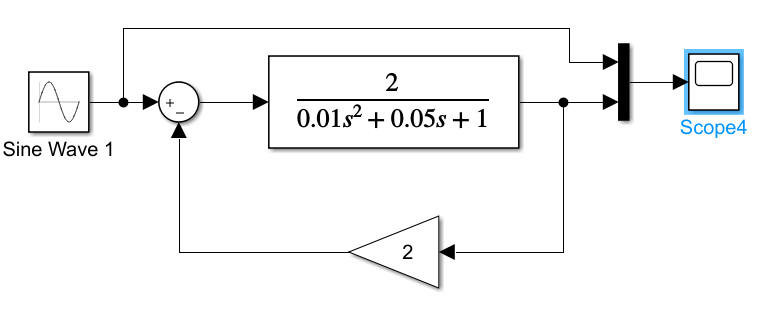 2
0.01s² + 0.05s + 1
+
−
Sine Wave 1
Scope4
2